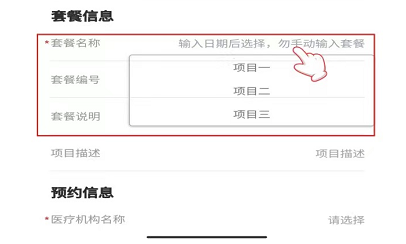 套餐信息
*套餐名称 输入日期后选择，勿手动输入套餐
项目一
套餐编号
项目二
套餐说明 项目三
项目描述 项目描述
预约信息
*医疗机构名称 请选择